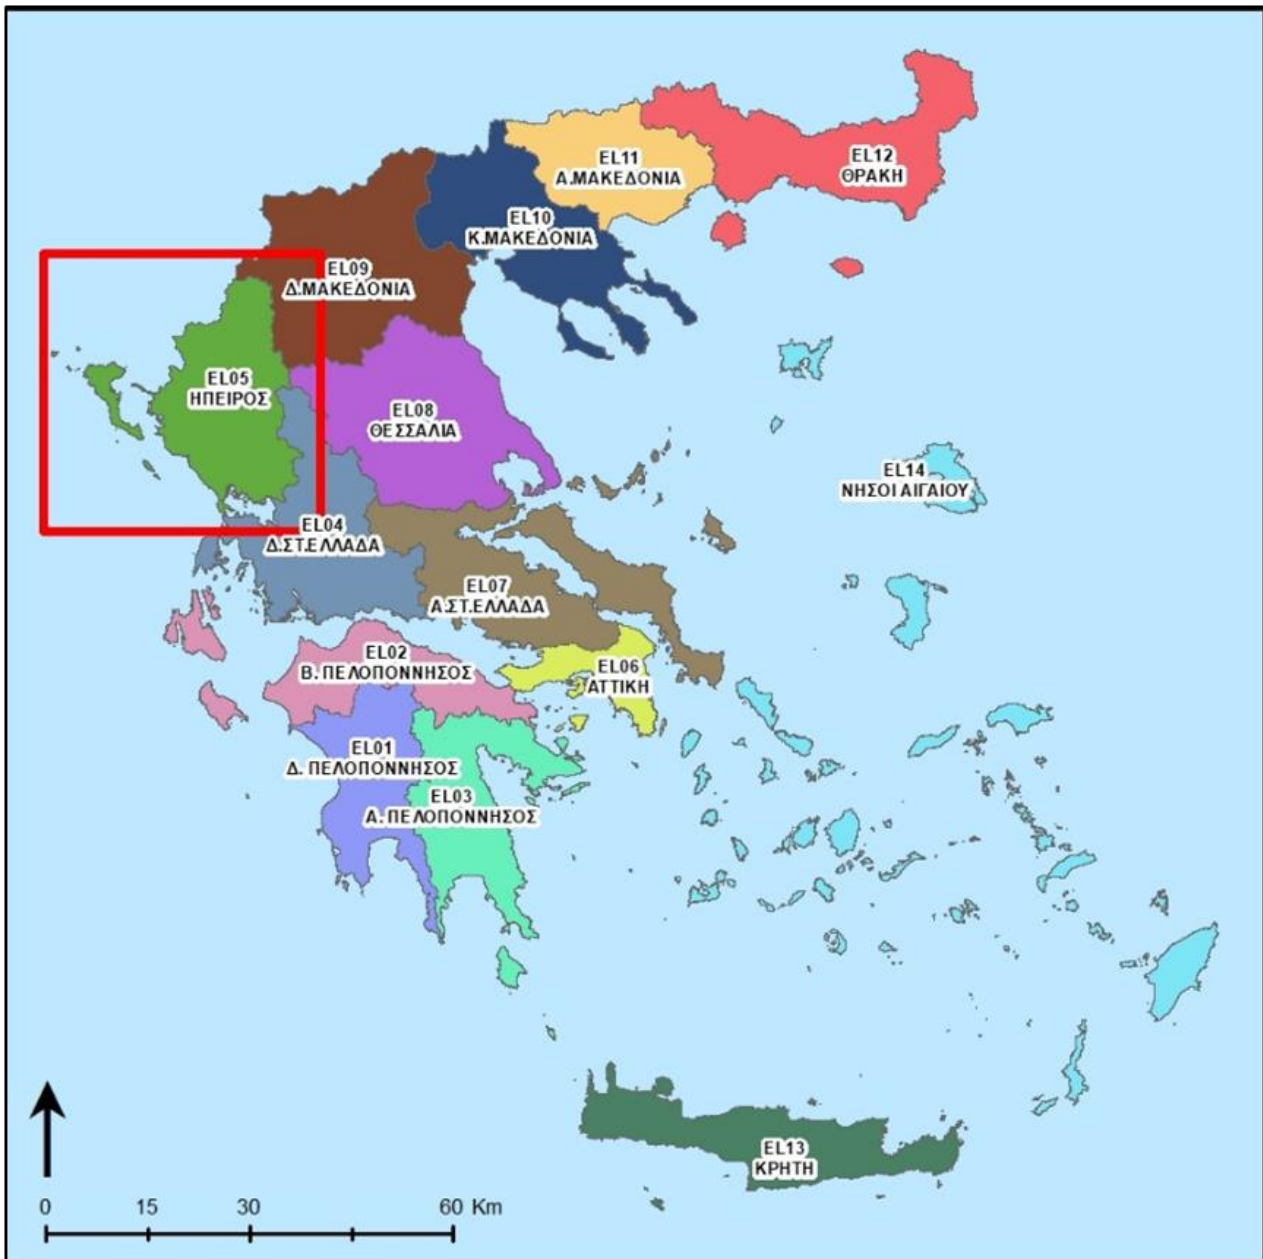 EL11
Α.ΜΑΚΕΔΟΝΙΑ
EL12
ΘΡΑΚΗ
EL10
Κ.ΜΑΚΕΔΟΝΙΑ
EL09
Δ.ΜΑΚΕΔΟΝΙΑ
EL05
ΗΠΕΙΡΟΣ
EL08
ΘΕΣΣΑΛΙΑ
EL14
ΝΗΣΟΙ ΑΙΓΑΙΟΥ
EL04
Δ.ΣΤ.ΕΛΛΑΔΑ
EL07
Α.ΣΤ.ΕΛΛΑΔΑ
EL02
Β. ΠΕΛΟΠΟΝΝΗΣΟΣ
EL06
ΑΤΤΙΚΗ
EL01
Δ. ΠΕΛΟΠΟΝΝΗΣΟΣ
EL03
Α. ΠΕΛΟΠΟΝΝΗΣΟΣ
EL13
ΚΡΗΤΗ
0 15 30 60 Km